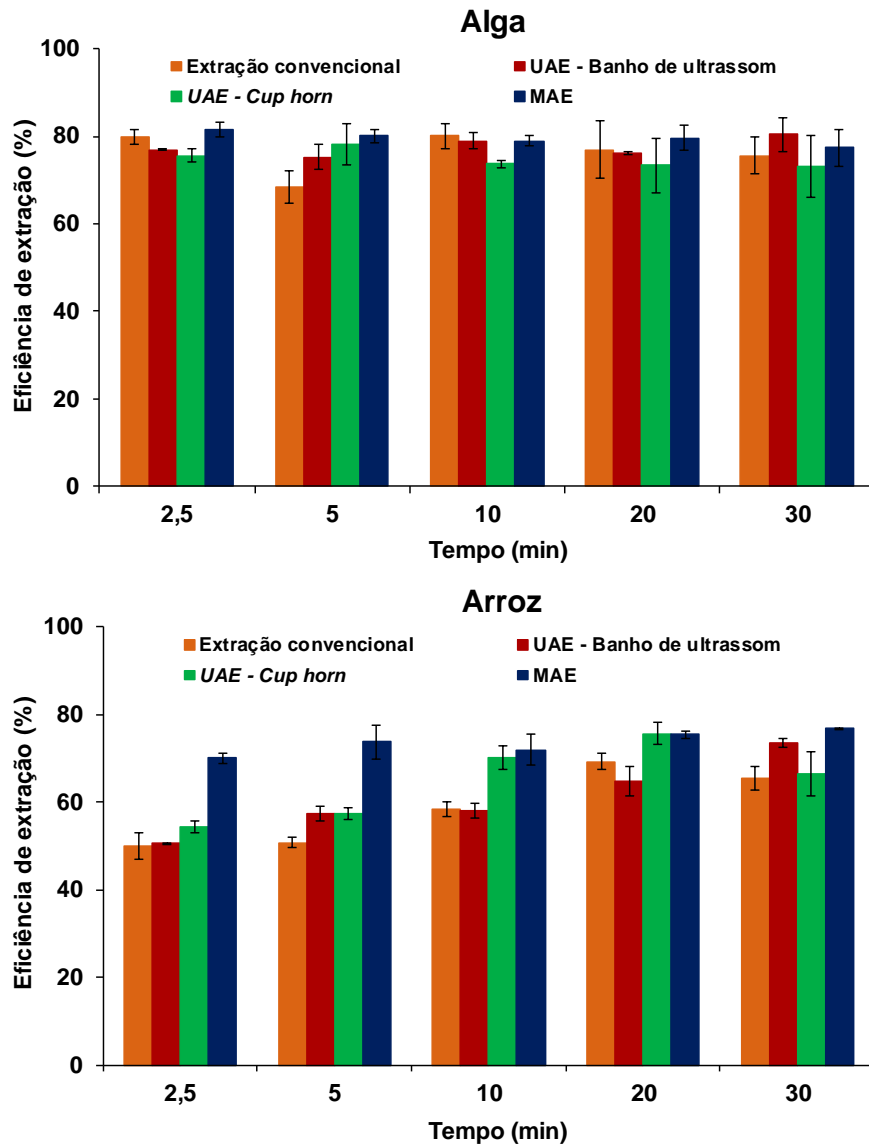 Alga
Eficiência de extração (%)
100
80
60
40
20
0
Extração convencional
UAE - Banho de ultrassom
UAE - Cup horn
MAE
2,5 5 10 20 30
Tempo (min)
Arroz
Eficiência de extração (%)
100
80
60
40
20
0
Extração convencional
UAE - Banho de ultrassom
UAE - Cup horn
MAE
2,5 5 10 20 30
Tempo (min)